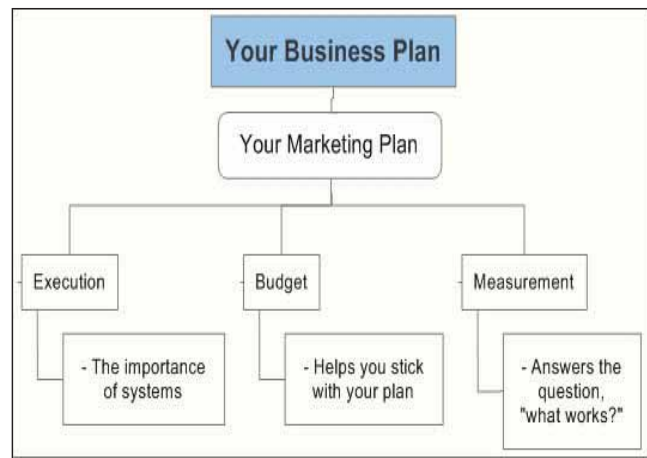 Your Business Plan
Your Marketing Plan
Execution
Budget
Measurement
- The importance
of systems
- Helps you stick
with your plan
- Answers the
question,
"what works?"